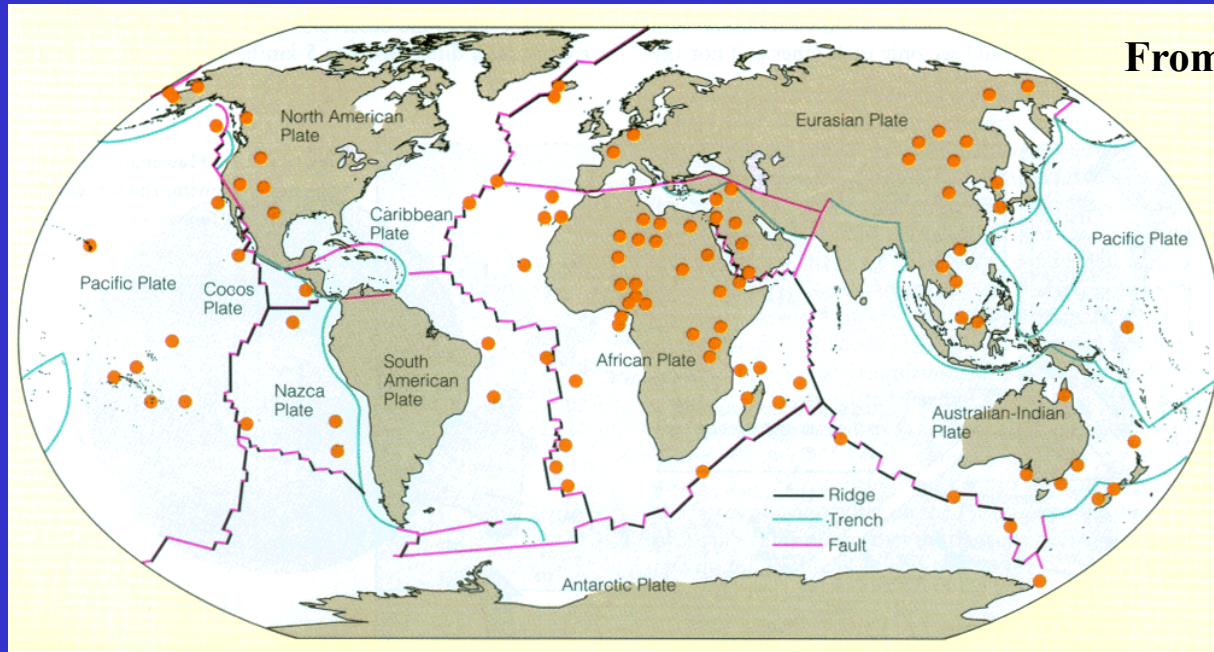 From
North American
Plate
Eurasian Plate
Caribbean
Plate
Pacific Plate
Pacific Plate
Cocos
Plate
African Plate
South
American
Plate
Nazca
Plate
Australian-Indian
Plate
Ridge
Trench
Fault
Antarctic Plate